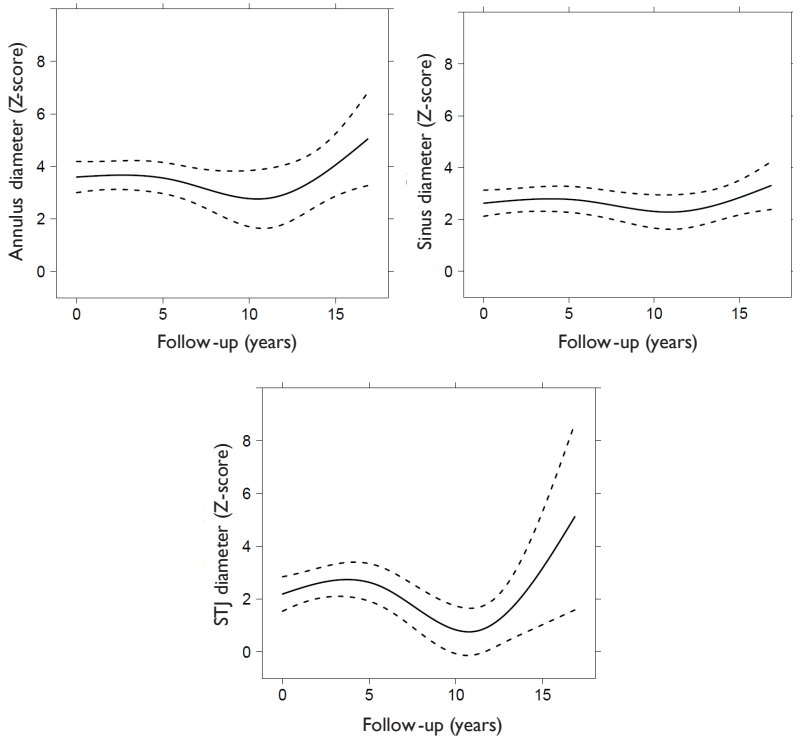 Annulus diameter (Z-score)
8
6
4
2
0
0 5 10 15
Follow-up (years)
Sinus diameter (Z-score)
8
6
4
2
0
0 5 10 15
Follow-up (years)
STJ diameter (Z-score)
8
6
4
2
0
0 5 10 15
Follow-up (years)